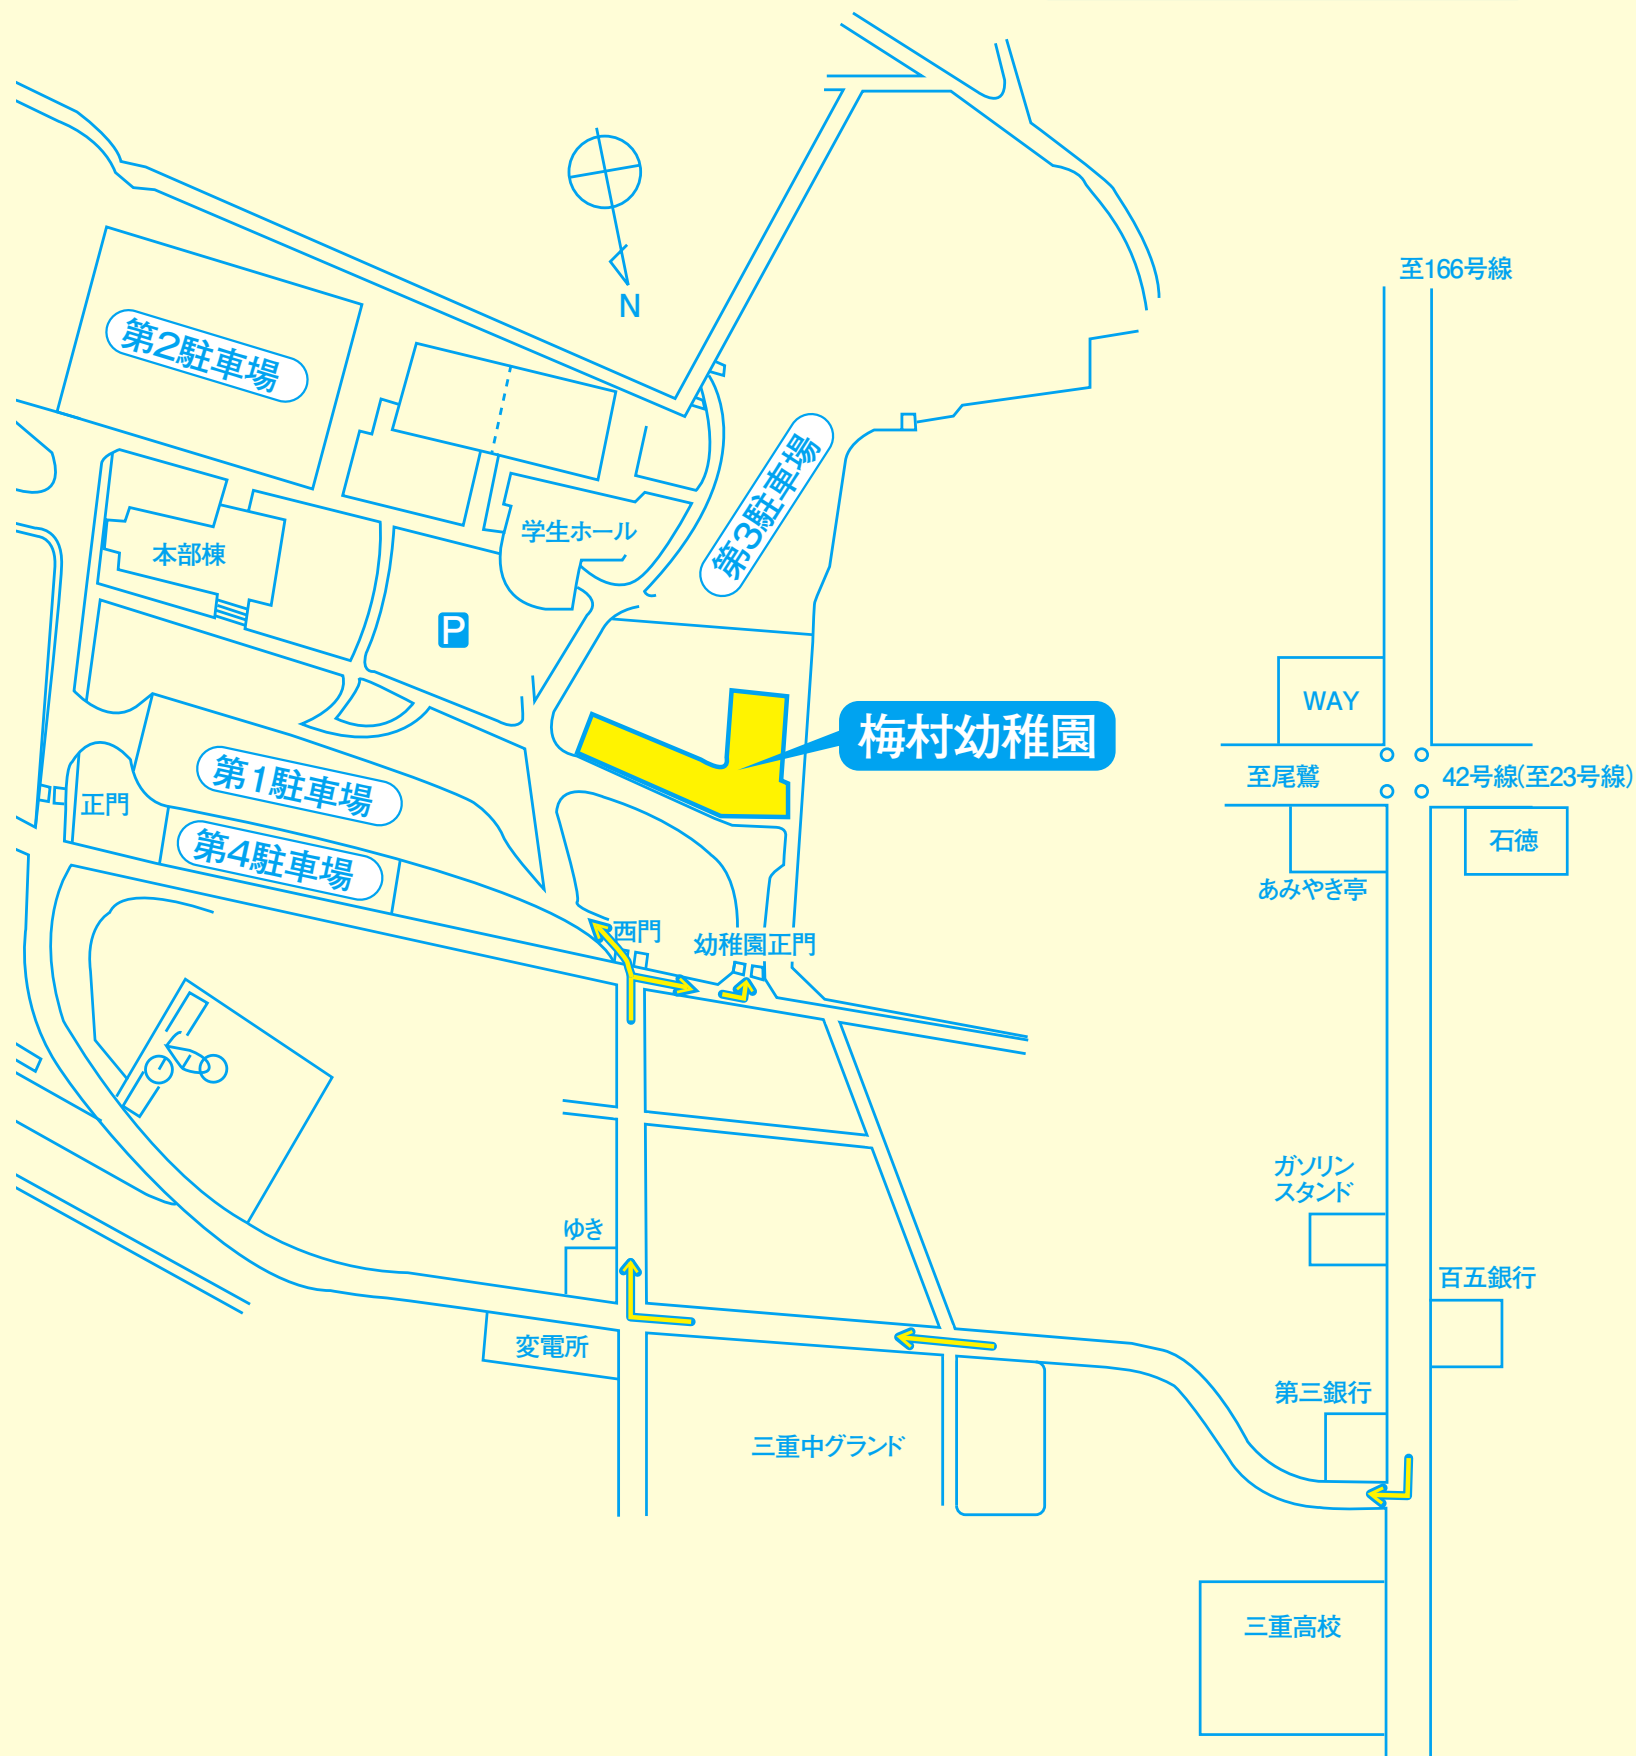 至166号線
N
第2駐車場
第3駐車場
学生ホール
本部棟
P
WAY
梅村幼稚園
至尾鷲
42号線(至23号線)
第1駐車場
正門
石徳
第4駐車場
あみやき亭
西門
幼稚園正門
ガソリン
スタンド
ゆき
百五銀行
変電所
第三銀行
三重中グランド
三重高校